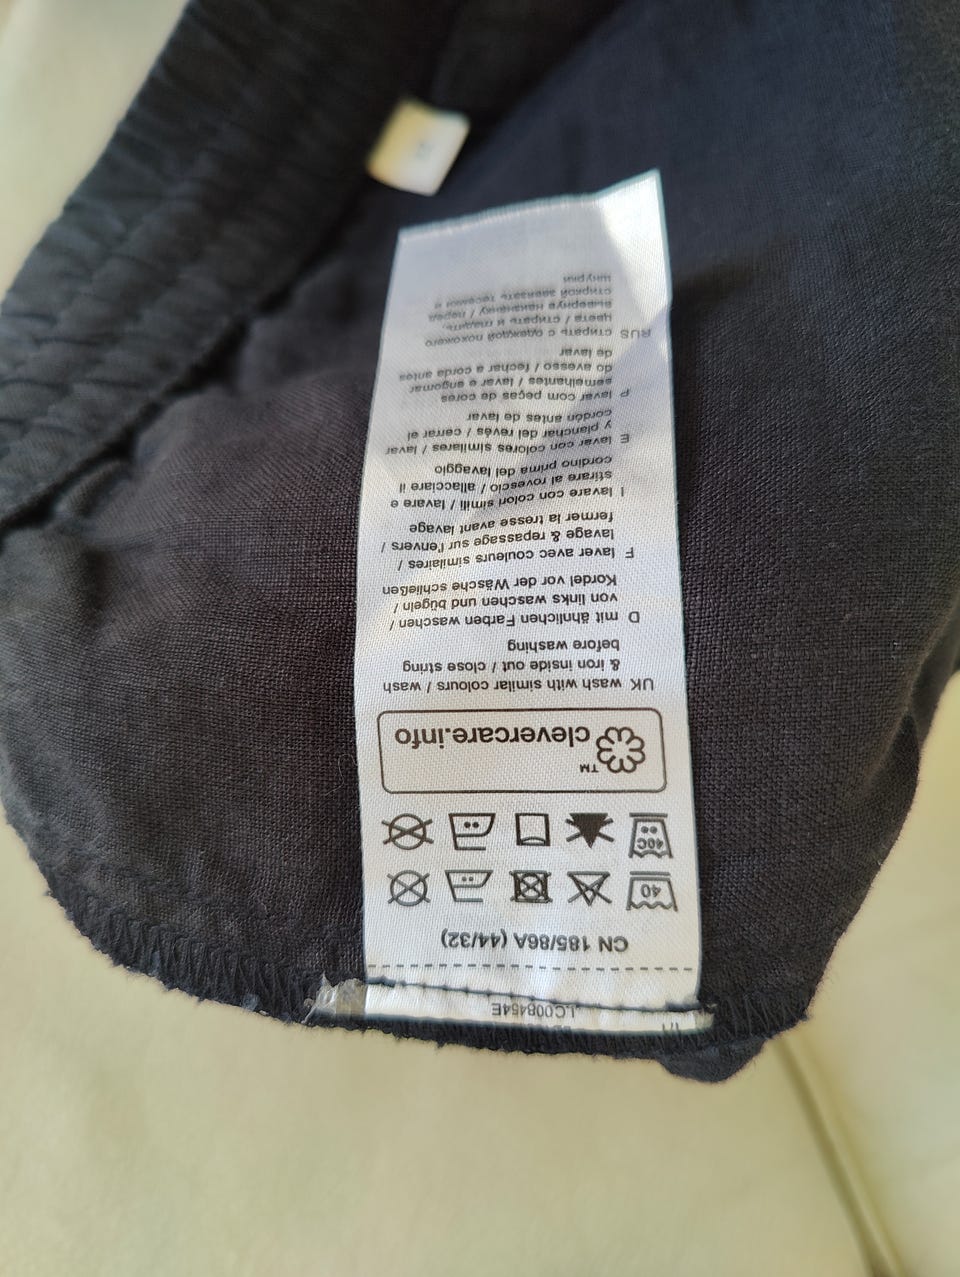 LC0084S4E
CN 185/86A (44/32)
40
40C
clevercare.info
TM
UK wash with similar colours / wash
& iron inside out / close string
before washing
D mit ähnlichen Farben waschen /
von links waschen und bügeln /
Kordel vor der Wäsche schließen
F laver avec couleurs similaires /
lavage & repassage sur l'envers /
fermer la tresse avant lavage
I lavare con colori simili / lavare e
stirare al rovescio / allacciare il
cordino prima del lavaggio
E lavar con colores similares / lavar
y planchar del revés / cerrar el
cordón antes de lavar
P lavar com peças de cores
semelhantes / lavar e engomar
do avesso / fechar a corda antes
de lavar
RUS стирать с одеждой похожего
цвета / стирать и гладить,
вывернув наизнанку / перед
стиркой завязать тесемки и
шнурки